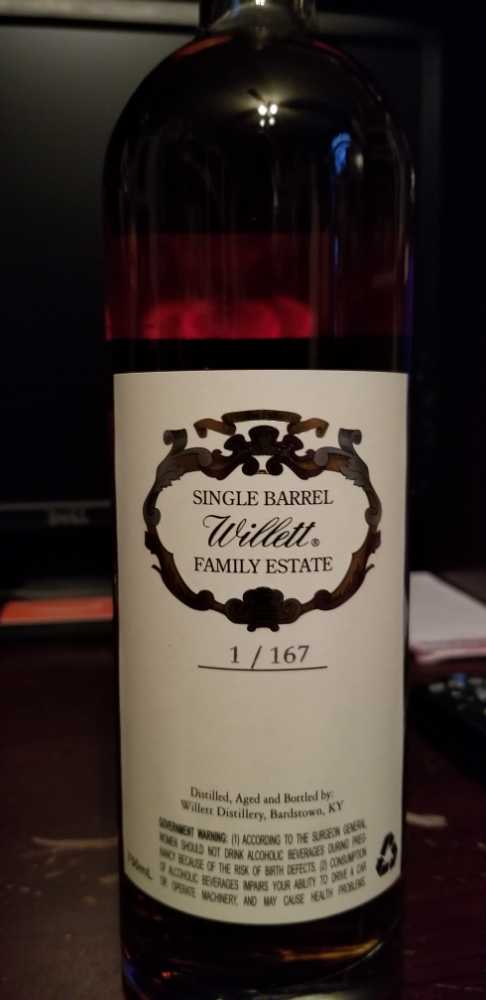 DELL
SINGLE BARREL
Willett®
FAMILY ESTATE
1 / 167
Distilled, Aged and Bottled by:
Willett Distillery, Bardstown, KY
GOVERNMENT WARNING: (1) ACCORDING TO THE SURGEON GENERAL,
WOMEN SHOULD NOT DRINK ALCOHOLIC BEVERAGES DURING PREG-
NANCY BECAUSE OF THE RISK OF BIRTH DEFECTS. (2) CONSUMPTION
OF ALCOHOLIC BEVERAGES IMPAIRS YOUR ABILITY TO DRIVE A CAR
OR OPERATE MACHINERY, AND MAY CAUSE HEALTH PROBLEMS.
750mL